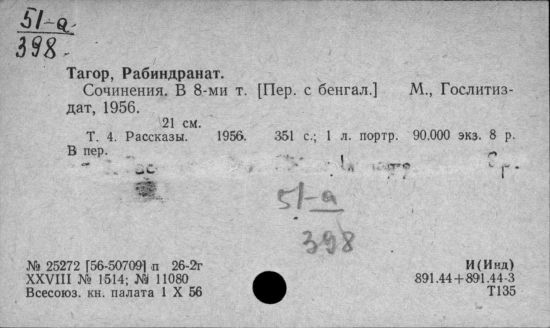 51-а
398
Тагор, Рабиндранат.
Сочинения. В 8-ми т. [Пер. с бенгал.] М., Гослитиз-
дат, 1956.
21 см.
Т. 4. Рассказы. 1956. 351 с.; 1 л. портр. 90.000 экз. 8 р.
В пер.
51-а
398
№ 25272 [56-50709] п 26-2г
XXVIII № 1514; № 11080
Всесоюз. кн. палата 1 X 56
И(Инд)
891.44+891.44-3
Т135